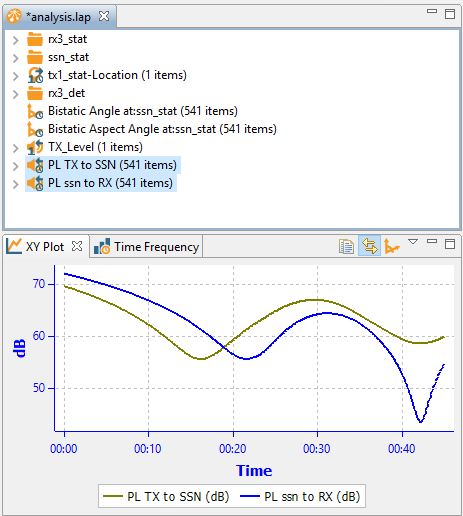 *analysis.lap
rx3_stat
ssn_stat
tx1_stat-Location (1 items)
rx3_det
Bistatic Angle at:ssn_stat (541 items)
Bistatic Aspect Angle at:ssn_stat (541 items)
TX_Level (1 items)
PL TX to SSN (541 items)
PL ssn to RX (541 items)
XY Plot Time Frequency
70
60
50
dB
00:00 00:10 00:20 00:30 00:40
Time
PL TX to SSN (dB) PL ssn to RX (dB)